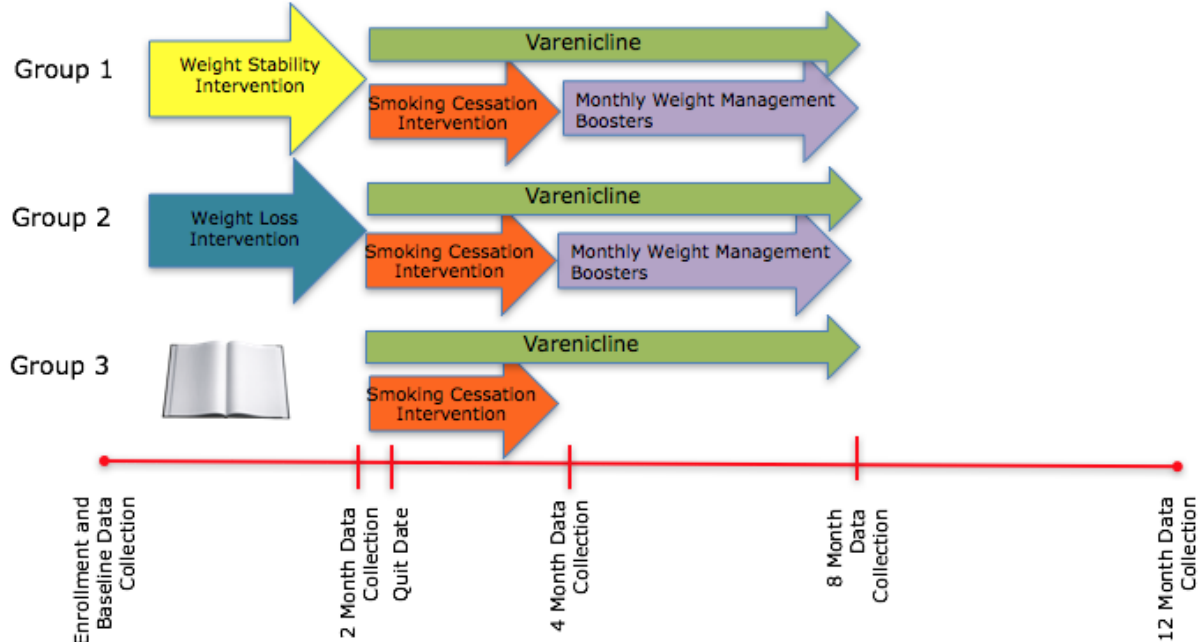 Group 1
Weight Stability
Intervention
Varenicline
Smoking Cessation
Intervention
Monthly Weight Management
Boosters
Group 2
Weight Loss
Intervention
Varenicline
Smoking Cessation
Intervention
Monthly Weight Management
Boosters
Group 3
Varenicline
Smoking Cessation
Intervention
Enrollment and
Baseline Data
Collection
2 Month Data
Collection
Quit Date
4 Month Data
Collection
8 Month
Data
Collection
12 Month Data
Collection